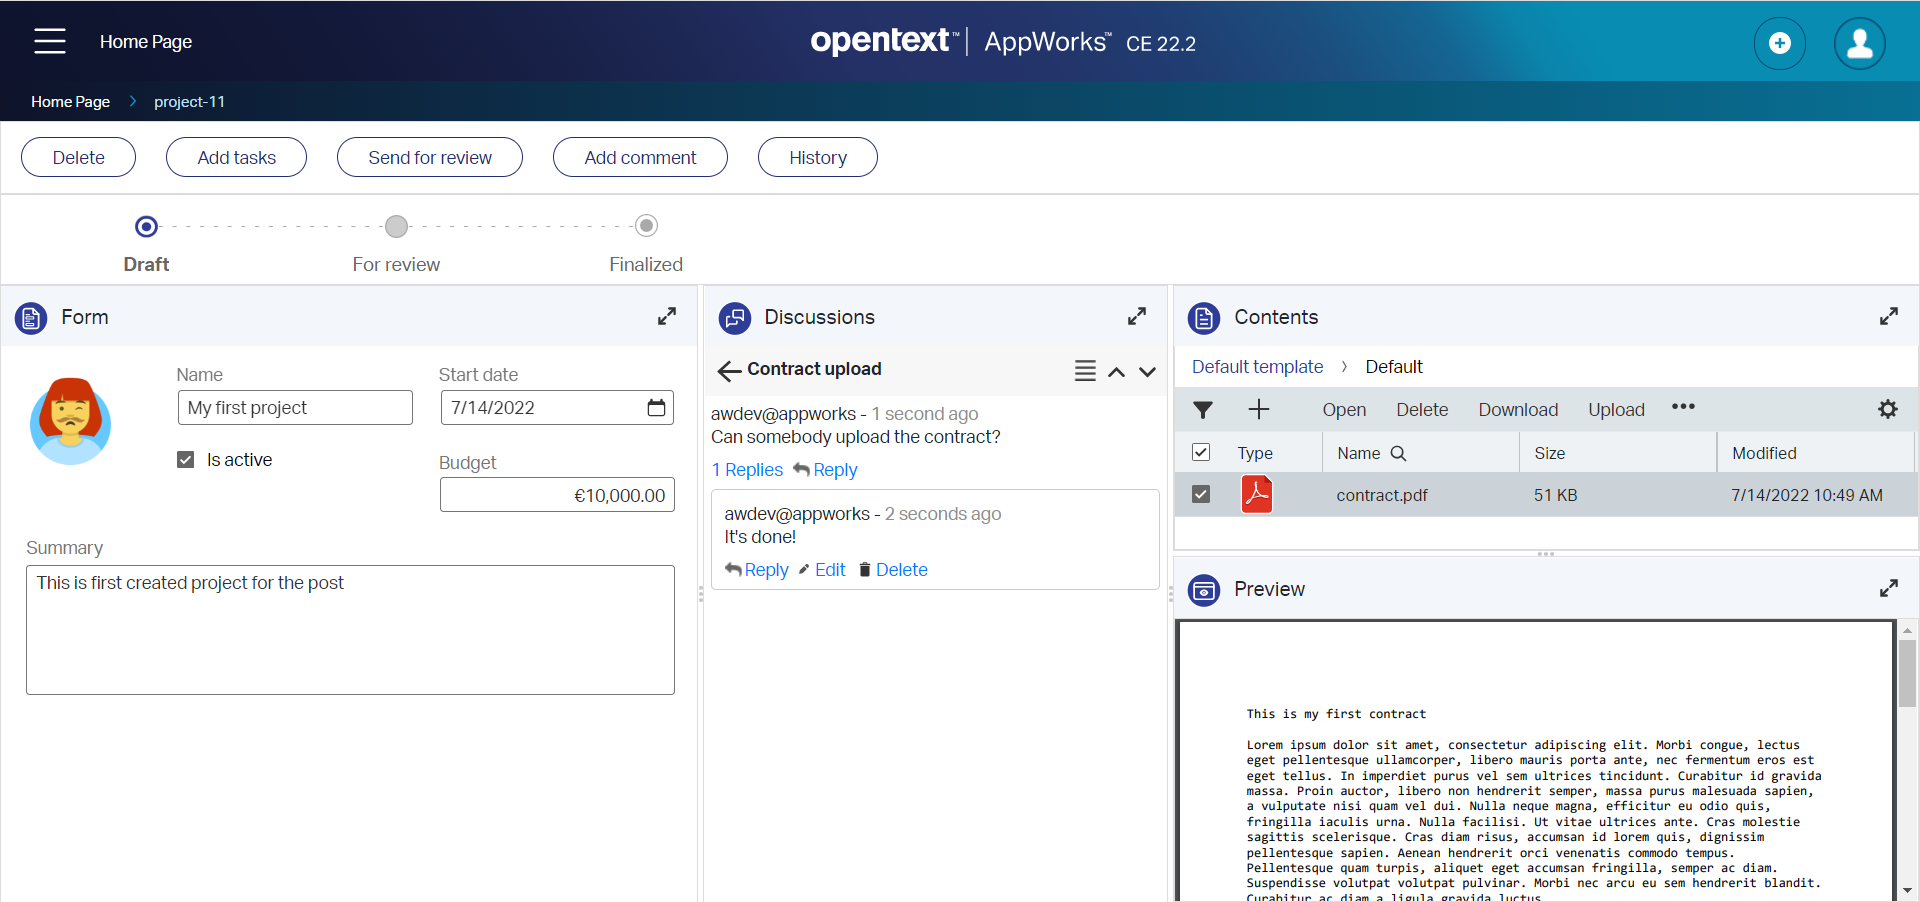 Home Page
opentext™ | AppWorks™ CE 22.2
Home Page > project-11
Delete Add tasks Send for review Add comment History
Draft For review Finalized
Form
Name Start date
My first project 7/14/2022
Is active
Budget
€10,000.00
Summary
This is first created project for the post
Discussions
Contract upload
awdev@appworks - 1 second ago
Can somebody upload the contract?
1 Replies Reply
awdev@appworks - 2 seconds ago
It's done!
Reply Edit Delete
Contents
Default template > Default
Open Delete Download Upload •••
Type Name Size Modified
contract.pdf 51 KB 7/14/2022 10:49 AM
Preview
This is my first contract
Lorem ipsum dolor sit amet, consectetur adipiscing elit. Morbi congue, lectus
eget pellentesque ullamcorper, libero mauris porta ante, nec fermentum eros est
eget tellus. In imperdiet purus vel sem ultrices tincidunt. Curabitur id gravida
massa. Proin auctor, libero non hendrerit semper, massa purus malesuada sapien,
a vulputate nisi quam vel dui. Nulla neque magna, efficitur eu odio quis,
fringilla iaculis urna. Nulla facilisi. Ut vitae ultrices ante. Cras molestie
sagittis scelerisque. Cras diam risus, accumsan id lorem quis, dignissim
pellentesque sapien. Aenean hendrerit orci venenatis commodo tempus.
Pellentesque quam turpis, aliquet eget accumsan fringilla, semper ac diam.
Suspendisse volutpat volutpat pulvinar. Morbi nec arcu eu sem hendrerit blandit.
Curabitur ac diam a ligula gravida luctus.